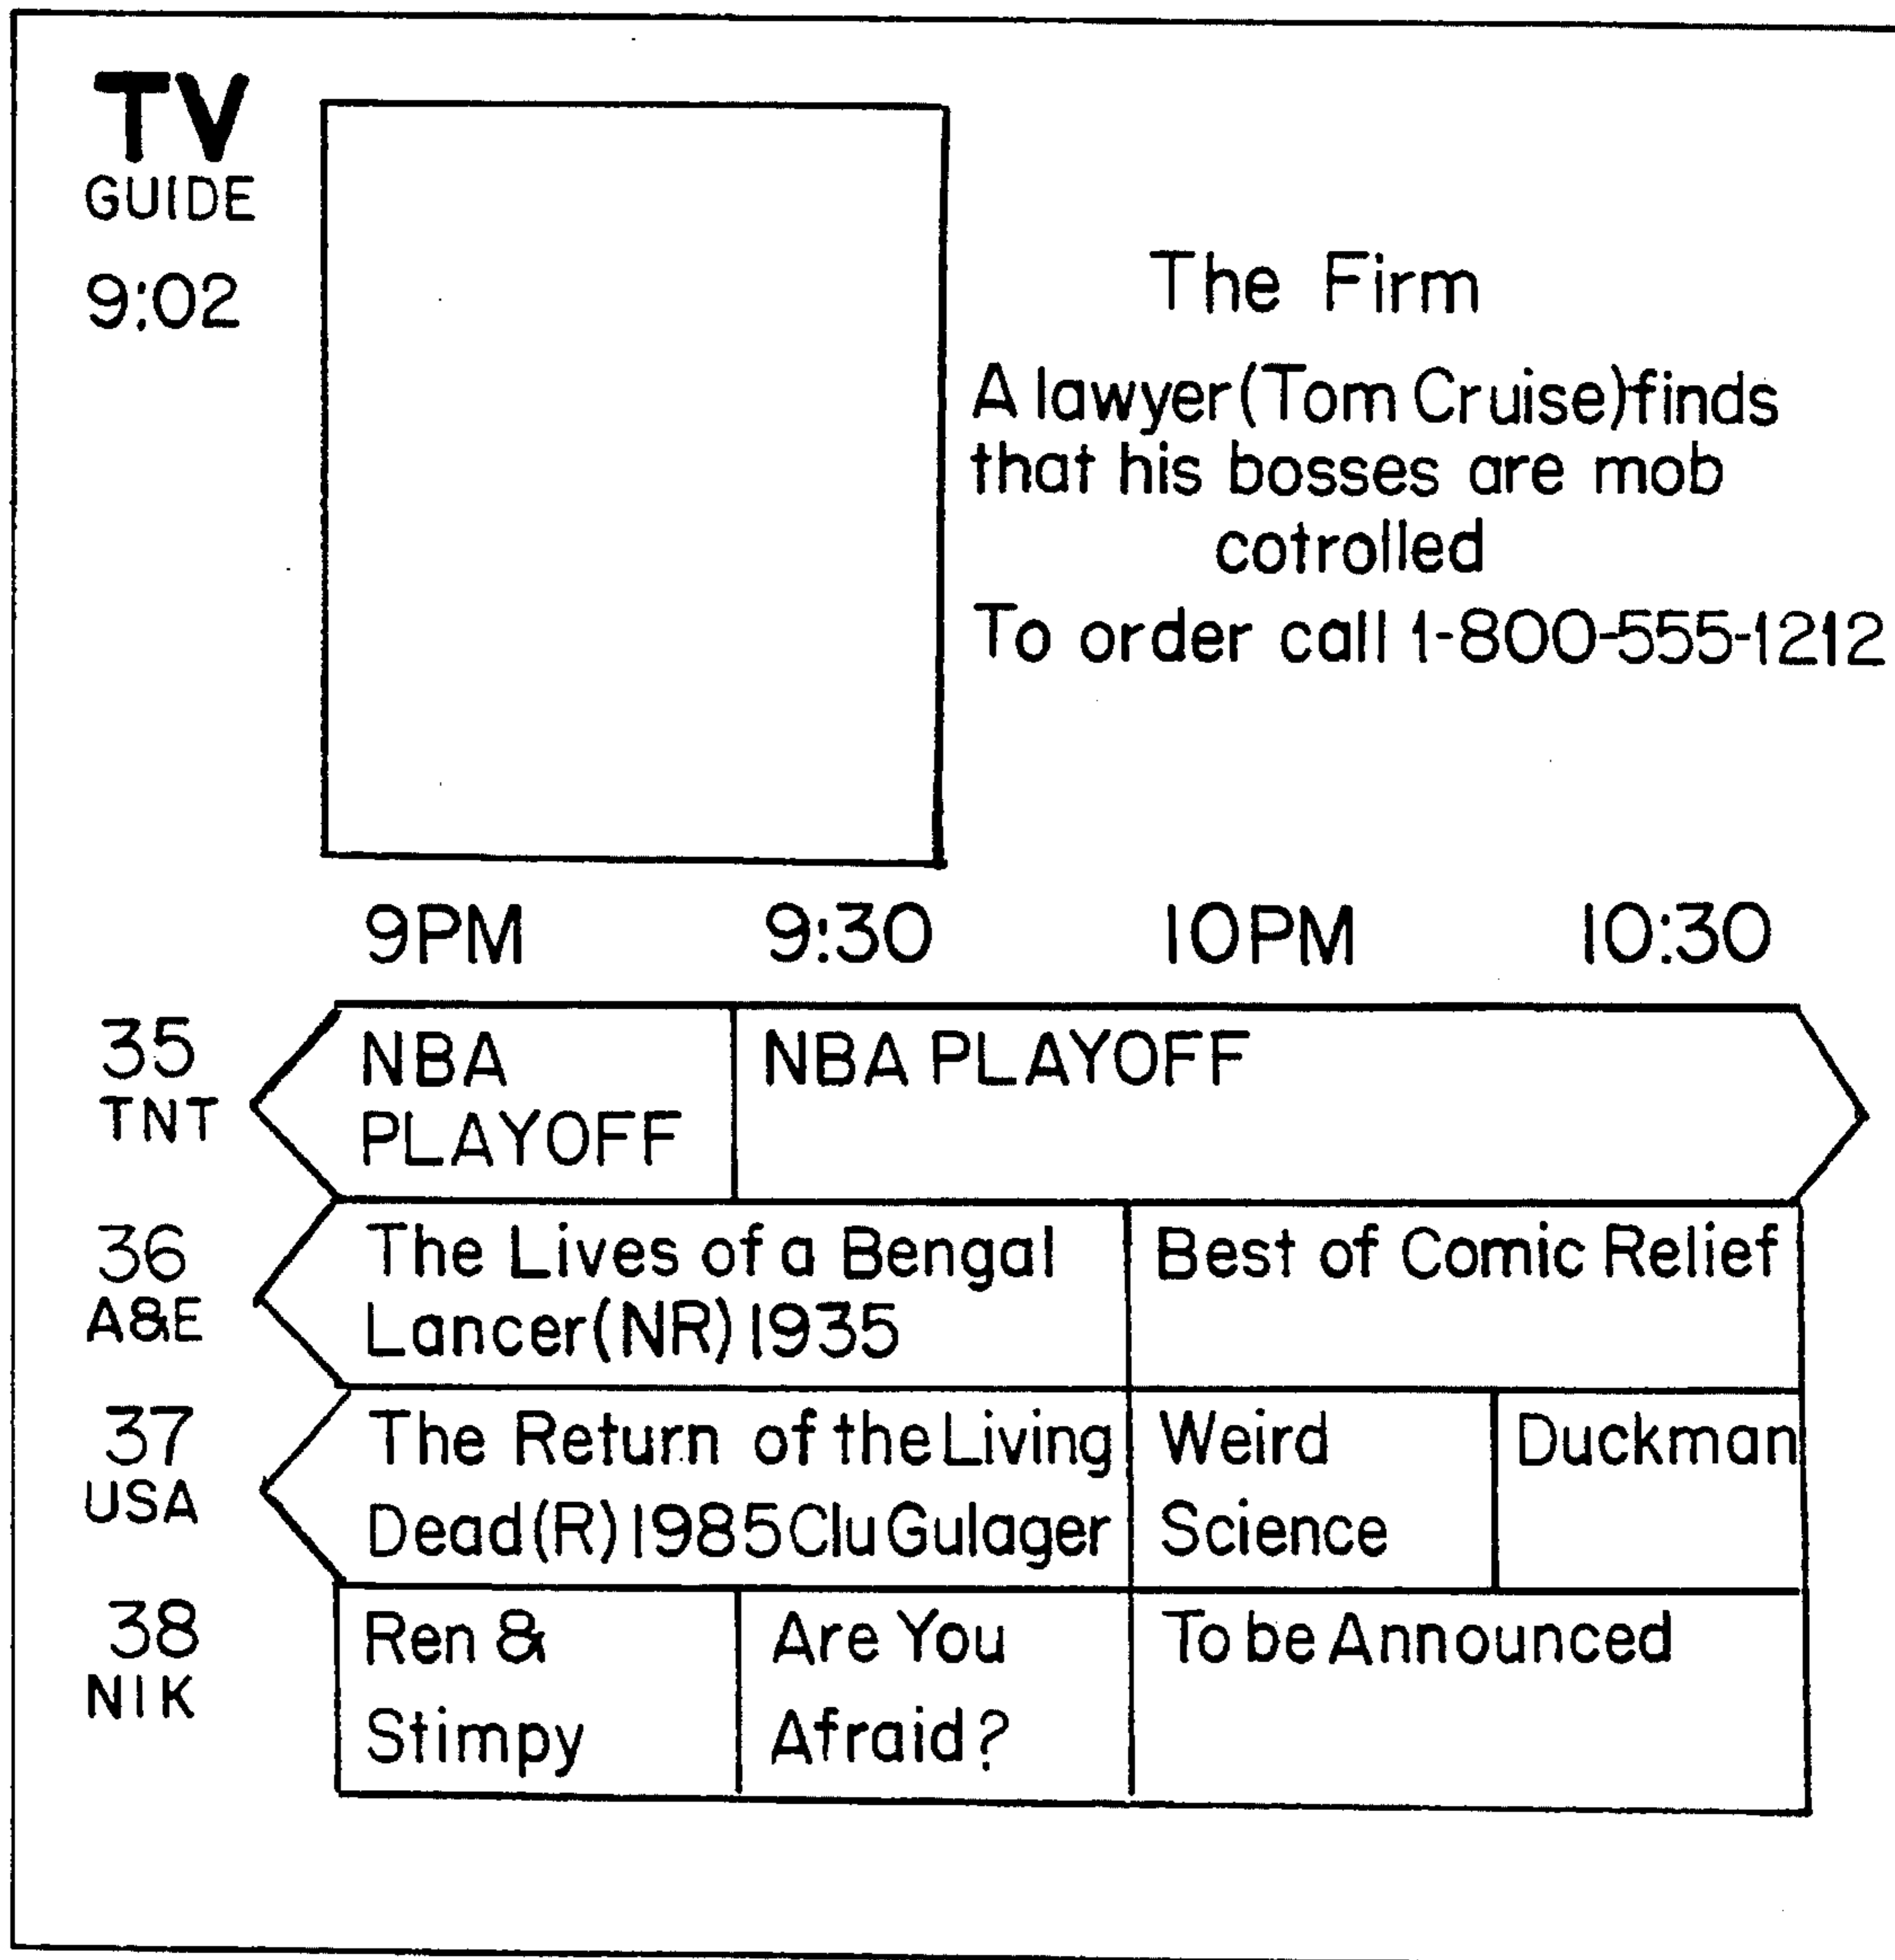 TV
GUIDE
9:02
The Firm
A lawyer(Tom Cruise)finds
that his bosses are mob
cotrolled
To order call 1-800-555-1212
9PM 9:30 10PM 10:30
35
TNT
NBA
PLAYOFF
NBA PLAYOFF
36
A&E
The Lives of a Bengal
Lancer(NR)1935
Best of Comic Relief
37
USA
The Return of the Living
Dead(R)1985 Clu Gulager
Weird
Science
Duckman
38
NIK
Ren &
Stimpy
Are You
Afraid?
To be Announced